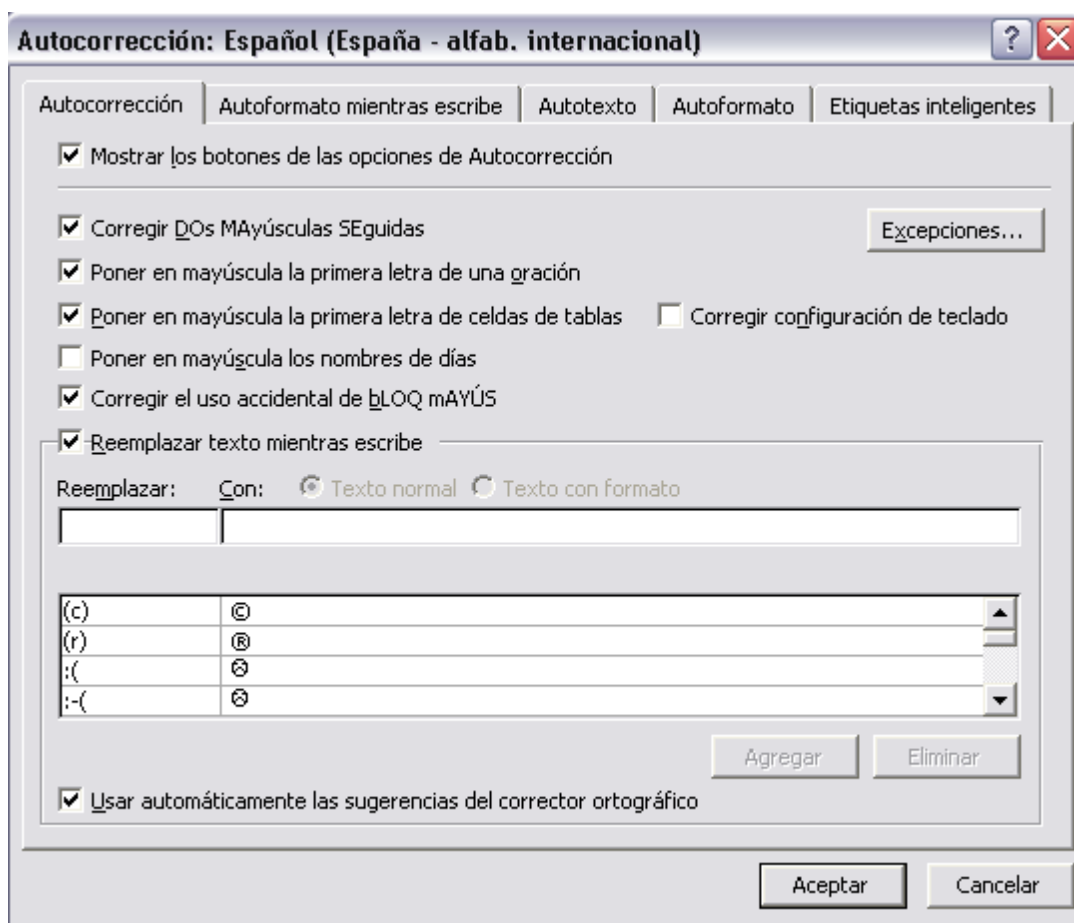 Autocorrección: Español (España - alfab. internacional)
Autocorrección Autoformato mientras escribe Autotexto Autoformato Etiquetas inteligentes
Mostrar los botones de las opciones de Autocorrección
Corregir DOs MAyúsculas SEguidas Excepciones...
Poner en mayúscula la primera letra de una oración
Poner en mayúscula la primera letra de celdas de tablas Corregir configuración de teclado
Poner en mayúscula los nombres de días
Corregir el uso accidental de bLOQ mAYÚS
Reemplazar texto mientras escribe
Reemplazar: Con: Texto normal Texto con formato
(c) ©
(r) ®
:( ☹
:-( ☹
Agregar Eliminar
Usar automáticamente las sugerencias del corrector ortográfico
Aceptar Cancelar